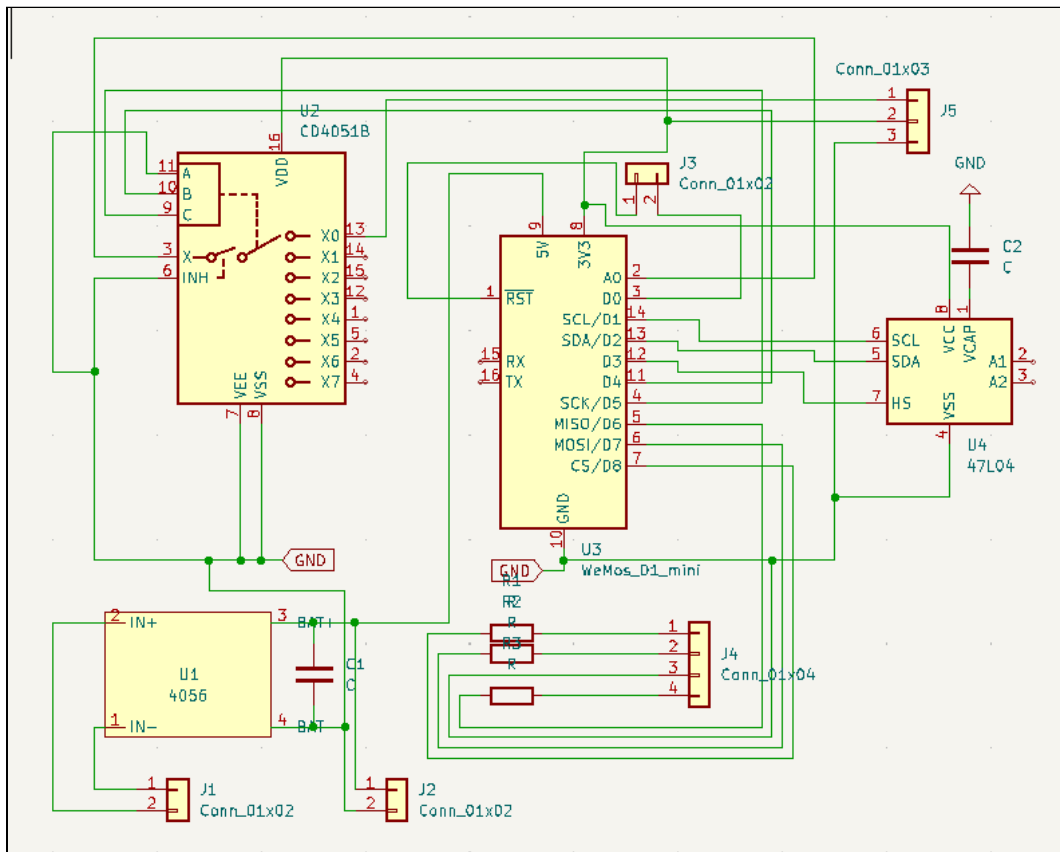 Conn_01x03
1
2
3
J5
U2
CD4051B
16
VDD
11 A
10 B
9 C
3 X
6 INH
X0 13
X1 14
X2 15
X3 12
X4 1
X5 5
X6 2
X7 4
VEE
VSS
7
8
GND
J3
Conn_01x02
1
2
9
8
5V
3V3
1 RST
15 RX
16 TX
A0 2
D0 3
SCL/D1 14
SDA/D2 13
D3 12
D4 11
SCK/D5 4
MISO/D6 5
MOSI/D7 6
CS/D8 7
GND
10
U3
WeMos_D1_mini
GND
GND
C2
C
8
1
VCC
VCAP
6 SCL
5 SDA
7 HS
A1 2
A2 3
VSS
4
U4
47L04
R1
R
R2
R
R3
R
1
2
3
4
J4
Conn_01x04
2 IN+
1 IN-
U1
4056
3 BAT+
4 BAT-
C1
C
1
2
J1
Conn_01x02
1
2
J2
Conn_01x02